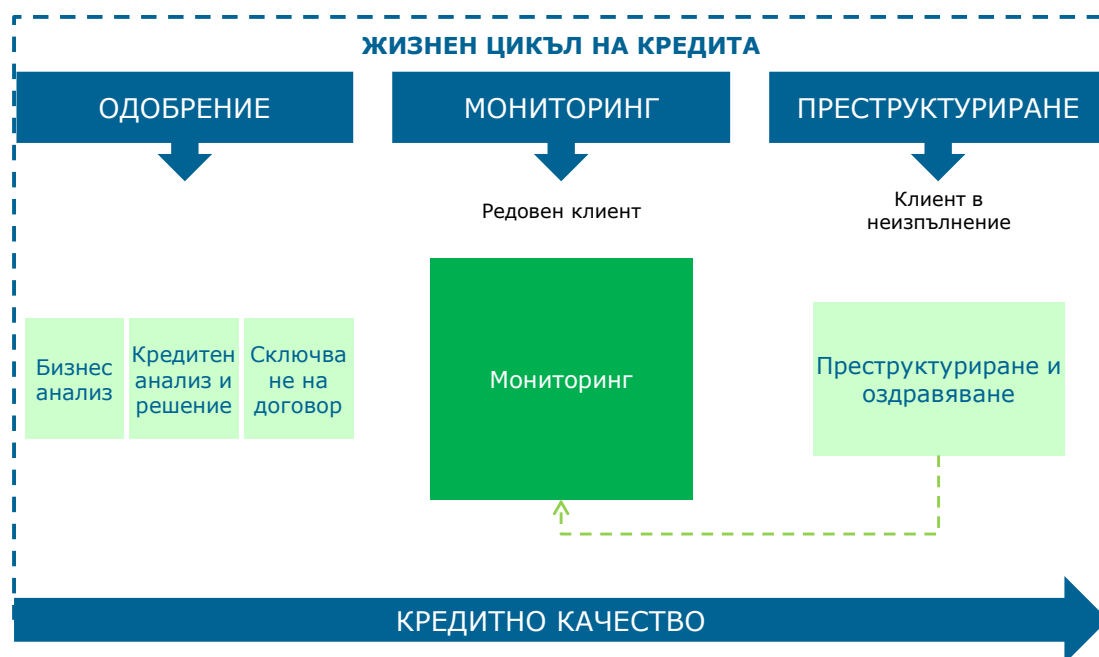 ЖИЗНЕН ЦИКЪЛ НА КРЕДИТА
ОДОБРЕНИЕ
МОНИТОРИНГ
ПРЕСТРУКТУРИРАНЕ
Редовен клиент
Клиент в
неизпълнение
Бизнес
анализ
Кредитен
анализ и
решение
Сключва
не на
договор
Мониторинг
Преструктуриране и
оздравяване
КРЕДИТНО КАЧЕСТВО